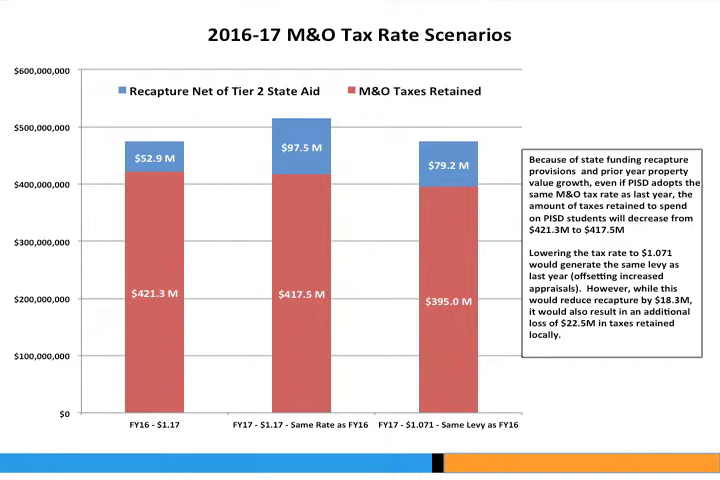 2016-17 M&O Tax Rate Scenarios
$600,000,000
Recapture Net of Tier 2 State Aid
M&O Taxes Retained
$500,000,000
$97.5 M
$52.9 M
$79.2 M
$400,000,000
$300,000,000
$421.3 M
$417.5 M
$395.0 M
$200,000,000
$100,000,000
$0
FY16 - $1.17
FY17 - $1.17 - Same Rate as FY16
FY17 - $1.071 - Same Levy as FY16
Because of state funding recapture
provisions and prior year property
value growth, even if PISD adopts the
same M&O tax rate as last year, the
amount of taxes retained to spend
on PISD students will decrease from
$421.3M to $417.5M
Lowering the tax rate to $1.071
would generate the same levy as
last year (offsetting increased
appraisals). However, while this
would reduce recapture by $18.3M,
it would also result in an additional
loss of $22.5M in taxes retained
locally.